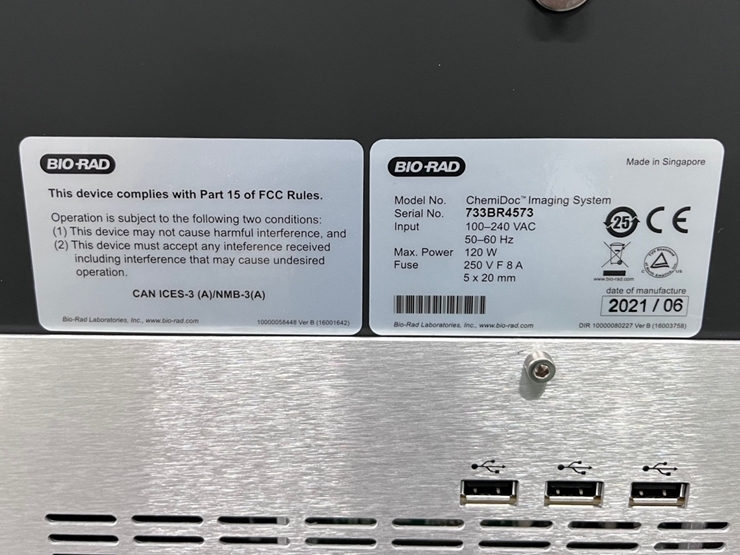 BIO-RAD
This device complies with Part 15 of FCC Rules.
Operation is subject to the following two conditions:
(1) This device may not cause harmful interference, and
(2) This device must accept any interference received
including interference that may cause undesired
operation.
CAN ICES-3 (A)/NMB-3(A)
Bio-Rad Laboratories, Inc., www.bio-rad.com
10000058448 Ver B (16001642)
BIO-RAD
Made in Singapore
Model No. ChemiDoc™ Imaging System
Serial No. 733BR4573
Input 100–240 VAC
50–60 Hz
Max. Power 120 W
Fuse 250 V F 8 A
5 x 20 mm
25
CE
www.bio-rad.com
date of manufacture
2021 / 06
Bio-Rad Laboratories, Inc., www.bio-rad.com
DIR 10000080227 Ver B (16003758)